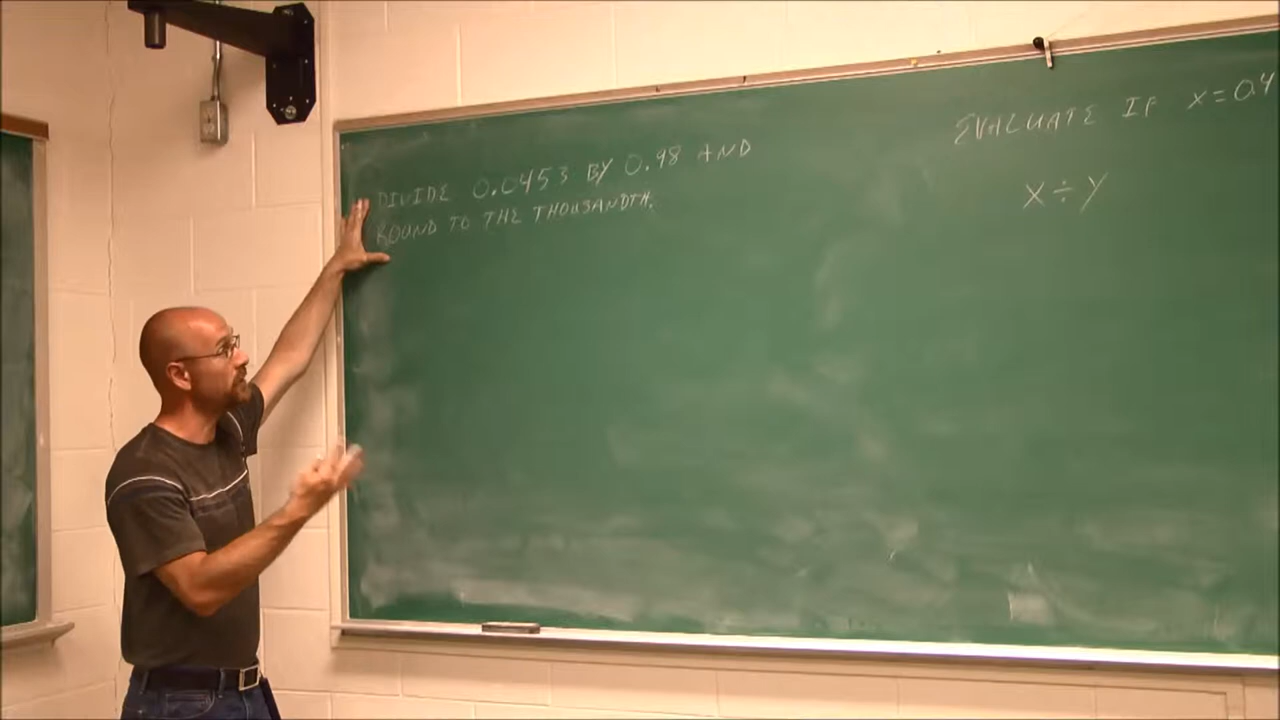 DIVIDE 0.0453 BY 0.98 AND
ROUND TO THE THOUSANDTH.
EVALUATE IF X=0.4
X÷Y